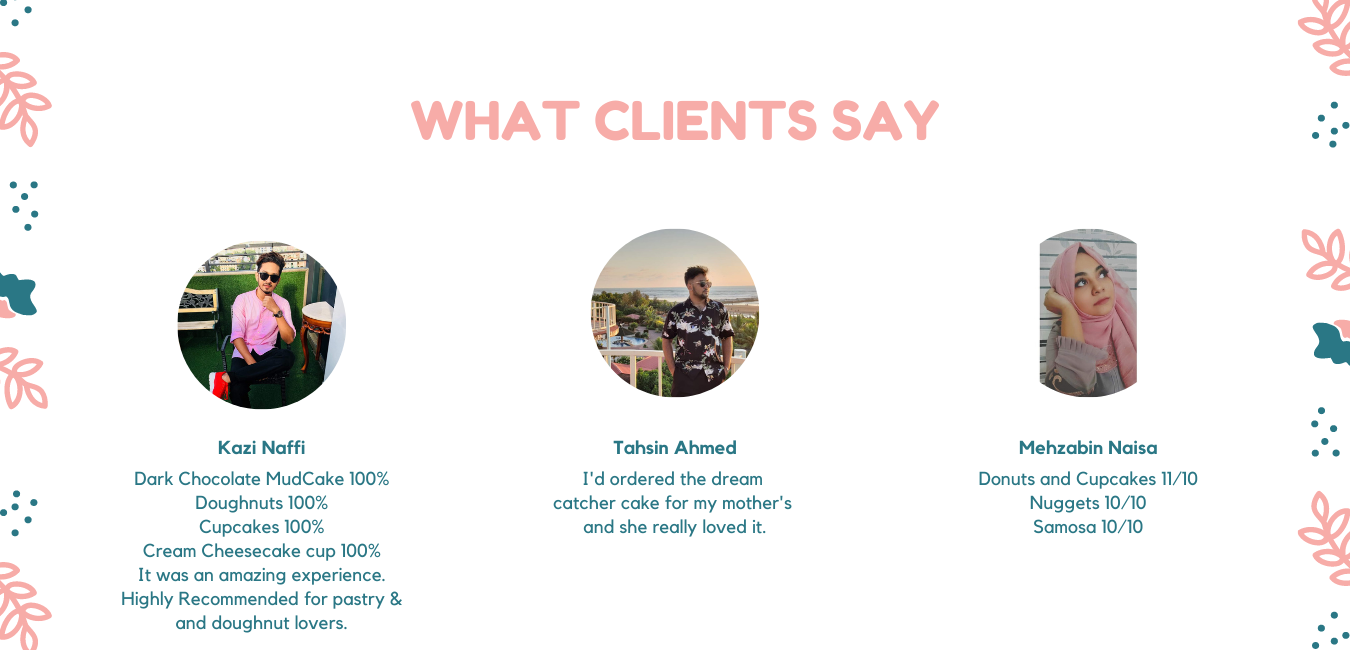 WHAT CLIENTS SAY
Kazi Naffi
Dark Chocolate MudCake 100%
Doughnuts 100%
Cupcakes 100%
Cream Cheesecake cup 100%
It was an amazing experience.
Highly Recommended for pastry &
and doughnut lovers.
Tahsin Ahmed
I'd ordered the dream
catcher cake for my mother's
and she really loved it.
Mehzabin Naisa
Donuts and Cupcakes 11/10
Nuggets 10/10
Samosa 10/10